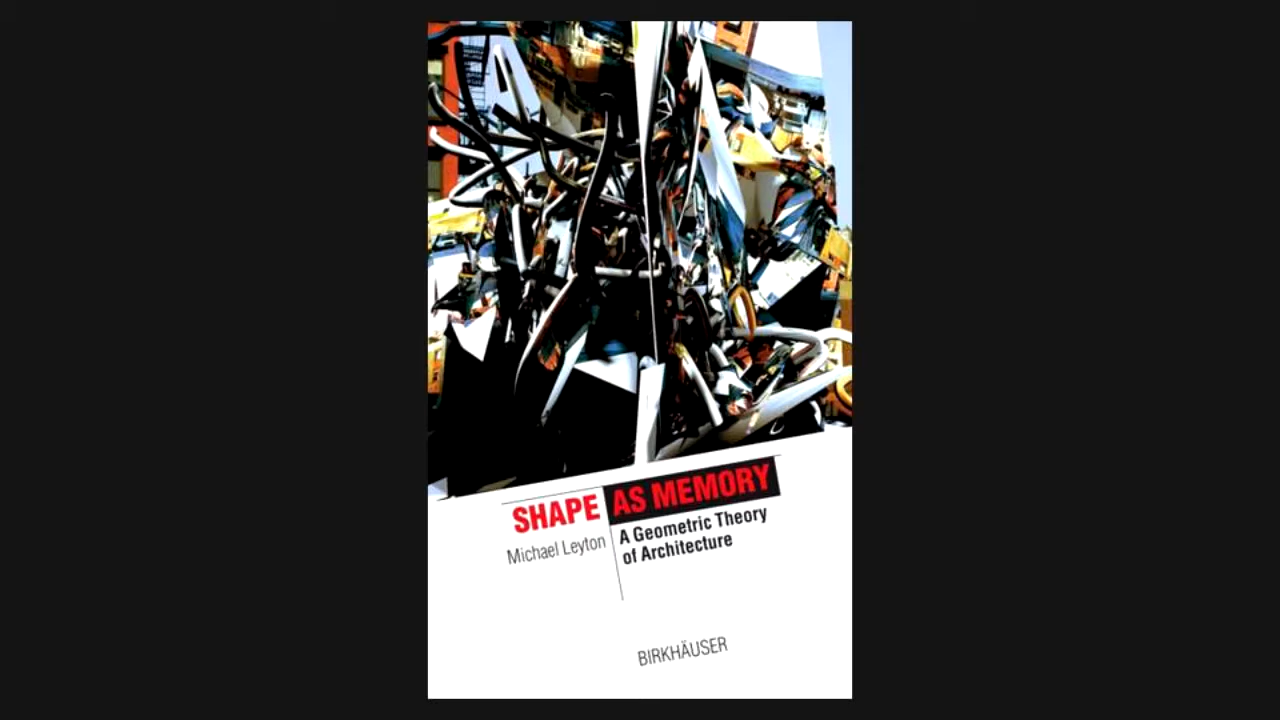 SHAPE AS MEMORY
Michael Leyton
A Geometric Theory
of Architecture
BIRKHÄUSER